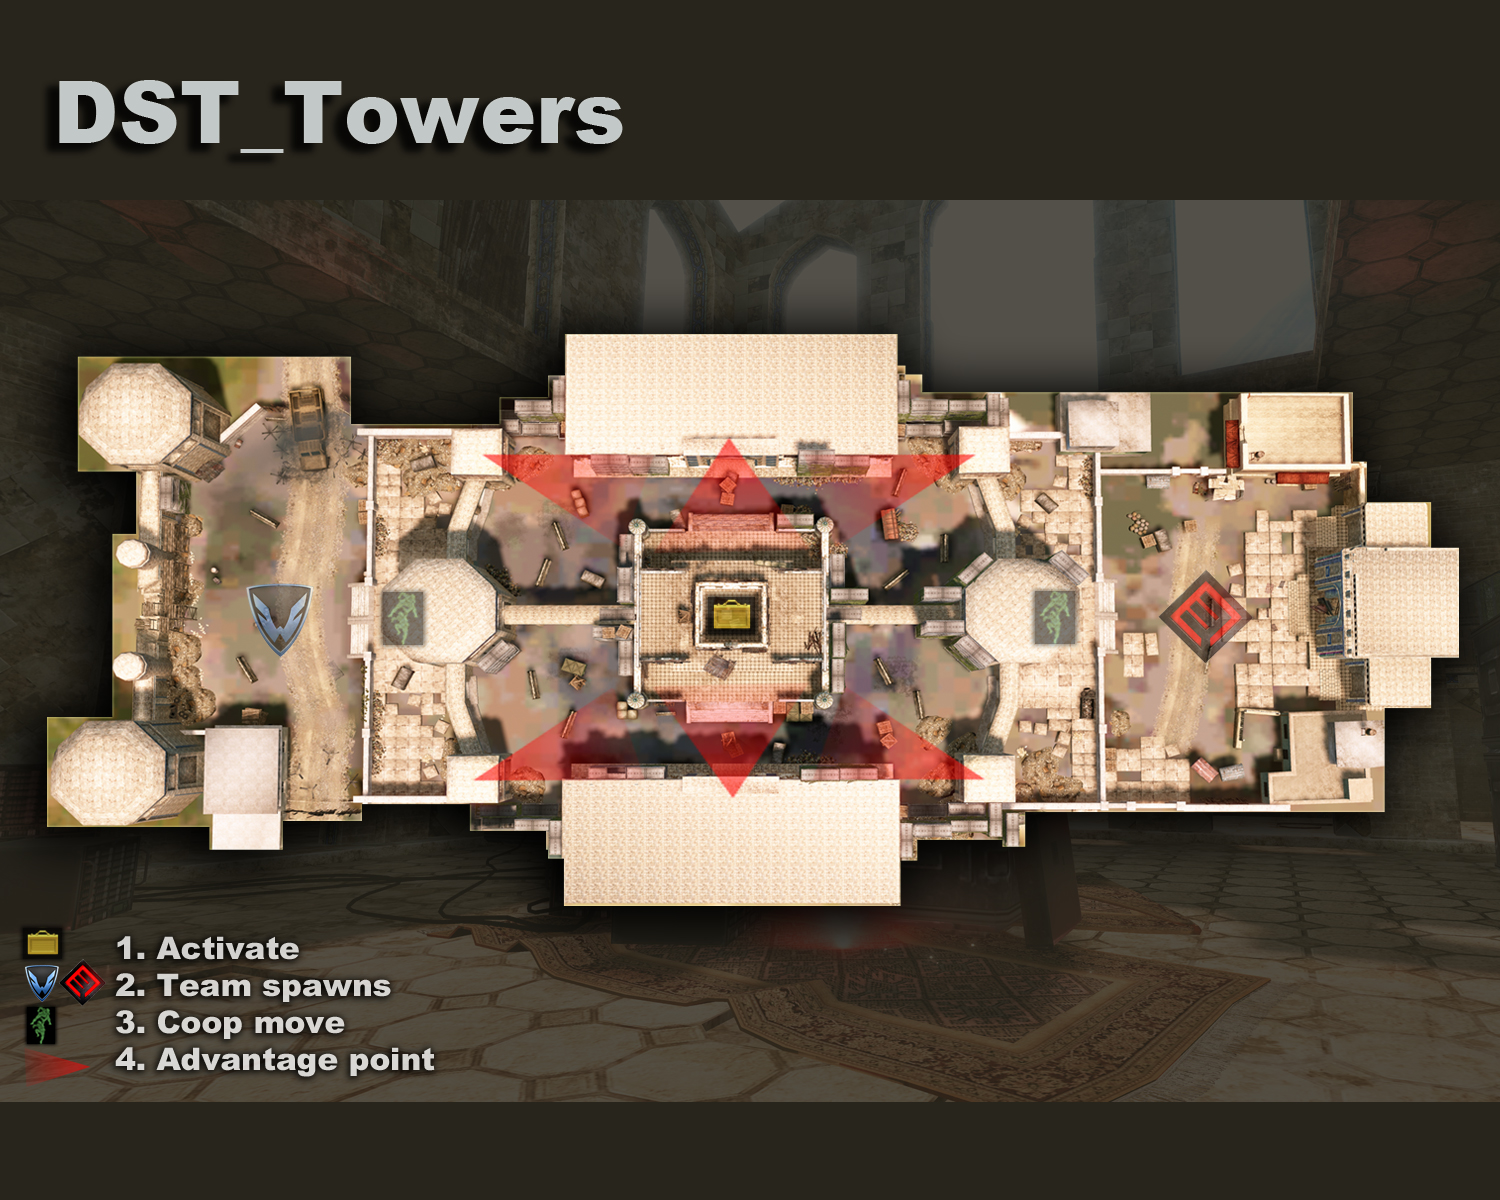 DST_Towers
1. Activate
2. Team spawns
3. Coop move
4. Advantage point